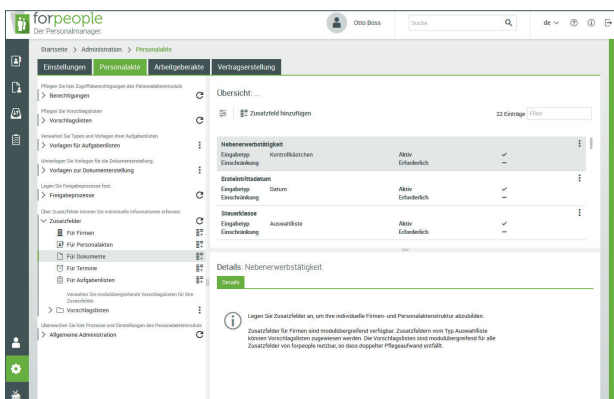 forpeople
Der Personalmanager.
Otto Boss
Suche
de
Startseite > Administration > Personalakte
Einstellungen
Personalakte
Arbeitgeberakte
Vertragserstellung
Pflegen Sie hier Zugriffsberechtigungen des Personalaktenmoduls
> Berechtigungen
Pflegen Sie Vorschlagslisten
> Vorschlagslisten
Verwalten Sie Typen und Vorlagen Ihrer Aufgabenlisten
> Vorlagen für Aufgabenlisten
Hinterlegen Sie Vorlagen für die Dokumenterstellung.
> Vorlagen zur Dokumenterstellung
Legen Sie Freigabeprozesse fest.
> Freigabeprozesse
Über Zusatzfelder können Sie individuelle Informationen erfassen
Zusatzfelder
Für Firmen
Für Personalakten
Für Dokumente
Für Termine
Für Aufgabenlisten
Verwalten Sie modulübergreifende Vorschlagslisten für Ihre
Zusatzfelder.
> Vorschlagslisten
Überwachen Sie hier Prozesse und Einstellungen des Personalaktenmoduls
> Allgemeine Administration
Übersicht: ...
Zusatzfeld hinzufügen
22 Einträge
Filter
Nebenerwerbstätigkeit
Eingabetyp Kontrollkästchen Aktiv ✓
Einschränkung Erforderlich –
Ersteintrittsdatum
Eingabetyp Datum Aktiv ✓
Einschränkung Erforderlich –
Steuerklasse
Eingabetyp Auswahlliste Aktiv ✓
Einschränkung Erforderlich –
Details: Nebenerwerbstätigkeit
Details
Legen Sie Zusatzfelder an, um Ihre individuelle Firmen- und Personalaktenstruktur abzubilden.
Zusatzfelder für Firmen sind modulübergreifend verfügbar. Zusatzfeldern vom Typ Auswahlliste
können Vorschlagslisten zugewiesen werden. Die Vorschlagslisten sind modulübergreifend für alle
Zusatzfelder von forpeople nutzbar, so dass doppelter Pflegeaufwand entfällt.